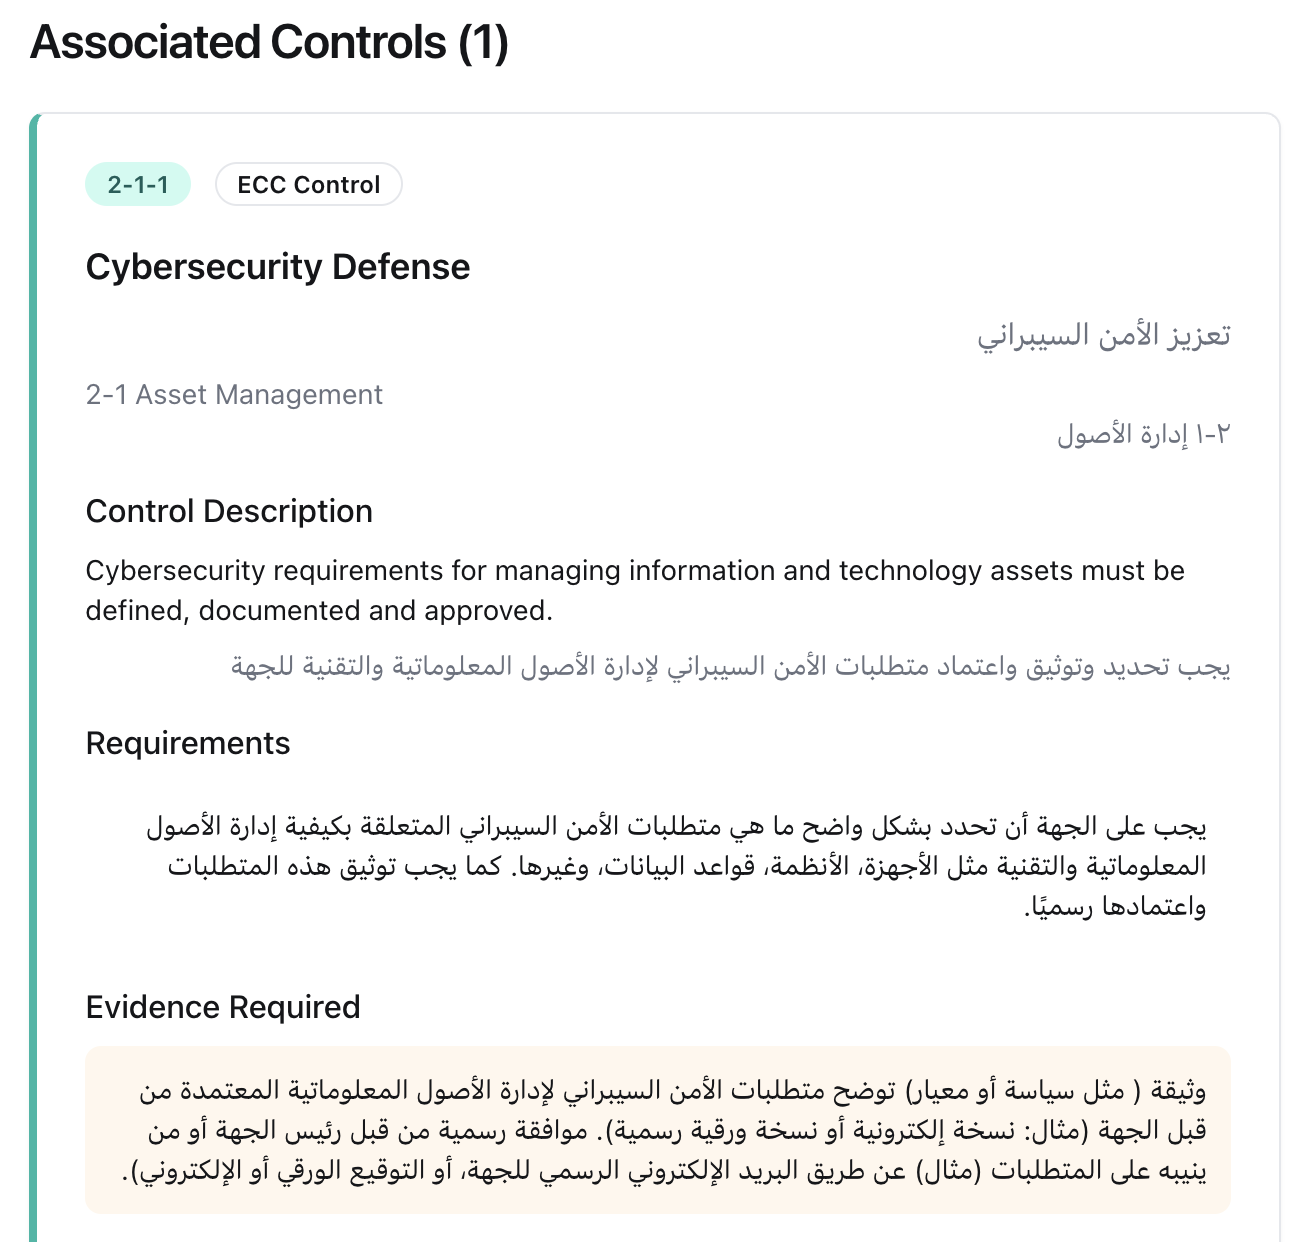 Associated Controls (1)
2-1-1 ECC Control
Cybersecurity Defense
تعزيز الأمن السيبراني
2-1 Asset Management
٢-١ إدارة الأصول
Control Description
Cybersecurity requirements for managing information and technology assets must be
defined, documented and approved.
يجب تحديد وتوثيق واعتماد متطلبات الأمن السيبراني لإدارة الأصول المعلوماتية والتقنية للجهة
Requirements
يجب على الجهة أن تحدد بشكل واضح ما هي متطلبات الأمن السيبراني المتعلقة بكيفية إدارة الأصول
المعلوماتية والتقنية مثل الأجهزة، الأنظمة، قواعد البيانات، وغيرها. كما يجب توثيق هذه المتطلبات
واعتمادها رسميًا.
Evidence Required
وثيقة ( مثل سياسة أو معيار) توضح متطلبات الأمن السيبراني لإدارة الأصول المعلوماتية المعتمدة من
قبل الجهة (مثال: نسخة إلكترونية أو نسخة ورقية رسمية). موافقة رسمية من قبل رئيس الجهة أو من
ينيبه على المتطلبات (مثال) عن طريق البريد الإلكتروني الرسمي للجهة، أو التوقيع الورقي أو الإلكتروني).